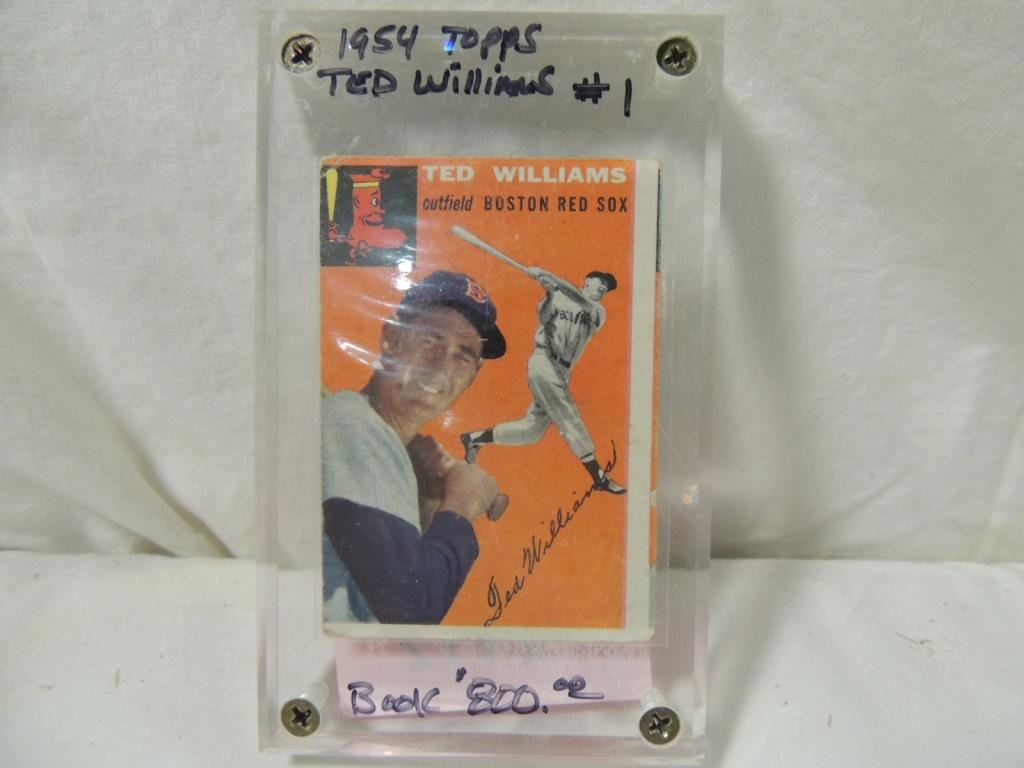 1954 TOPPS
TED Williams #1
TED WILLIAMS
outfield BOSTON RED SOX
B
Ted Williams
Book $800.00